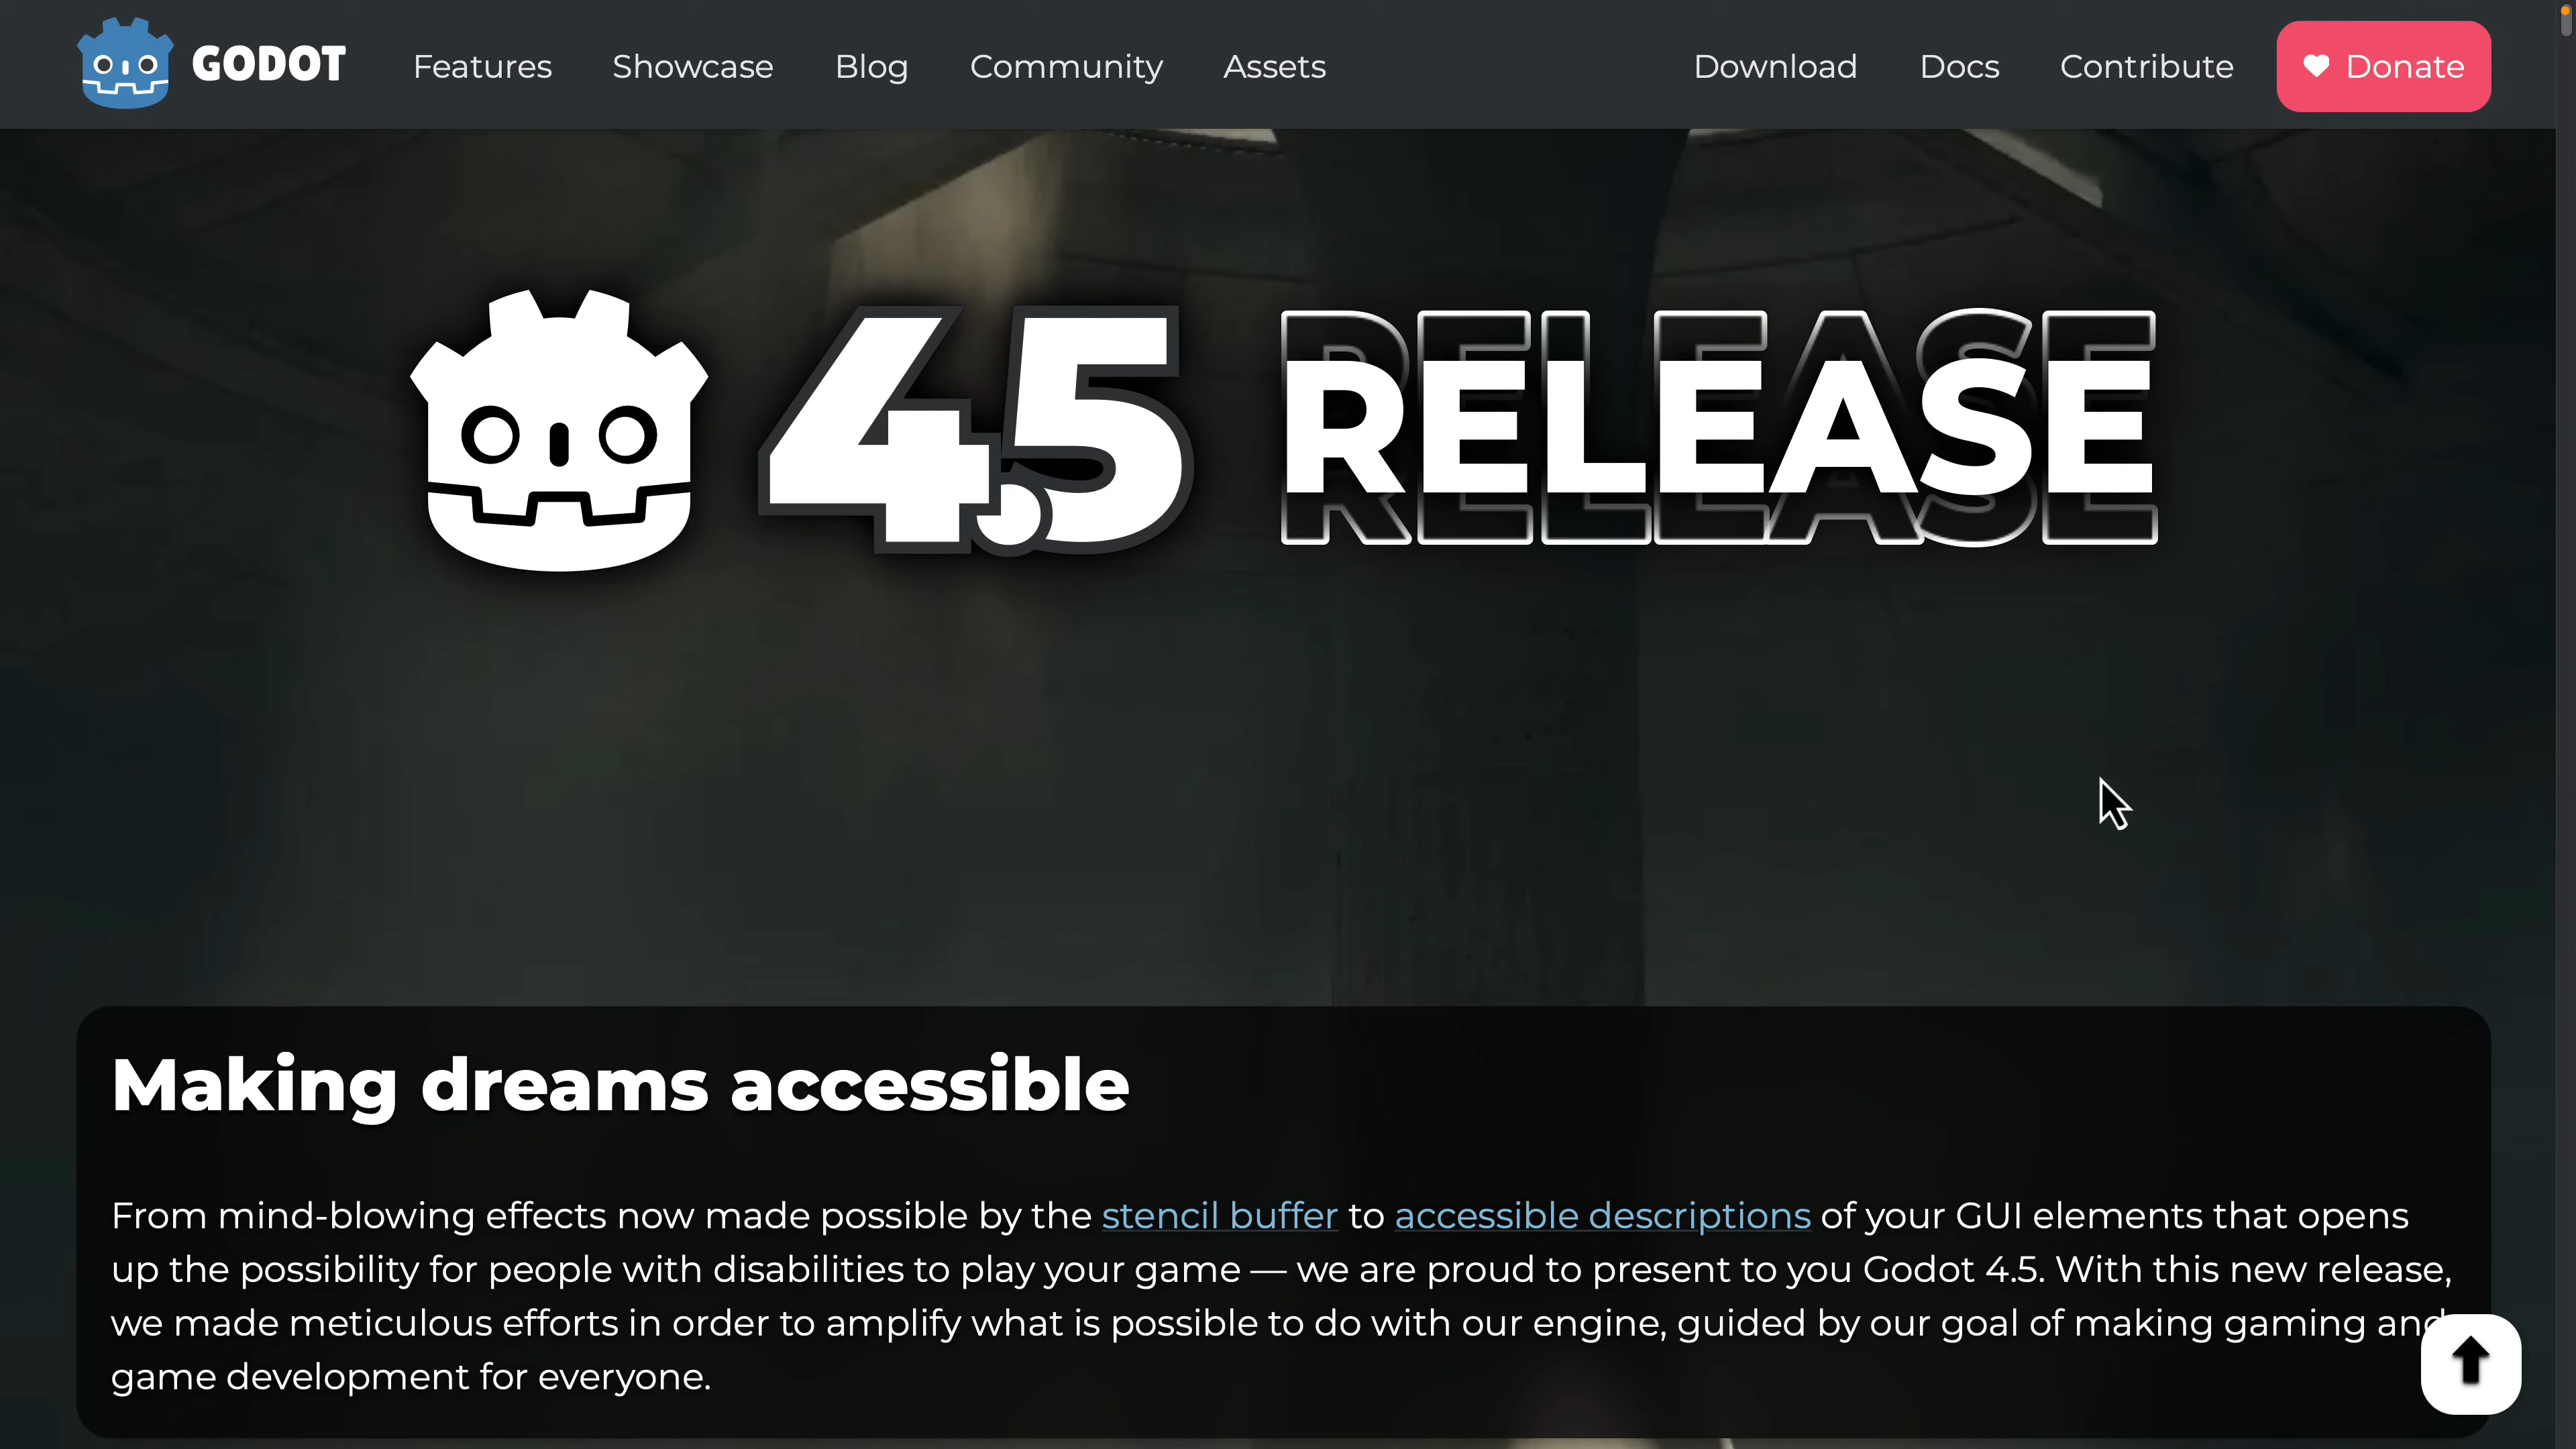 GODOT Features Showcase Blog Community Assets Download Docs Contribute Donate
4.5 RELEASE
Making dreams accessible
From mind-blowing effects now made possible by the stencil buffer to accessible descriptions of your GUI elements that opens
up the possibility for people with disabilities to play your game — we are proud to present to you Godot 4.5. With this new release,
we made meticulous efforts in order to amplify what is possible to do with our engine, guided by our goal of making gaming and
game development for everyone.